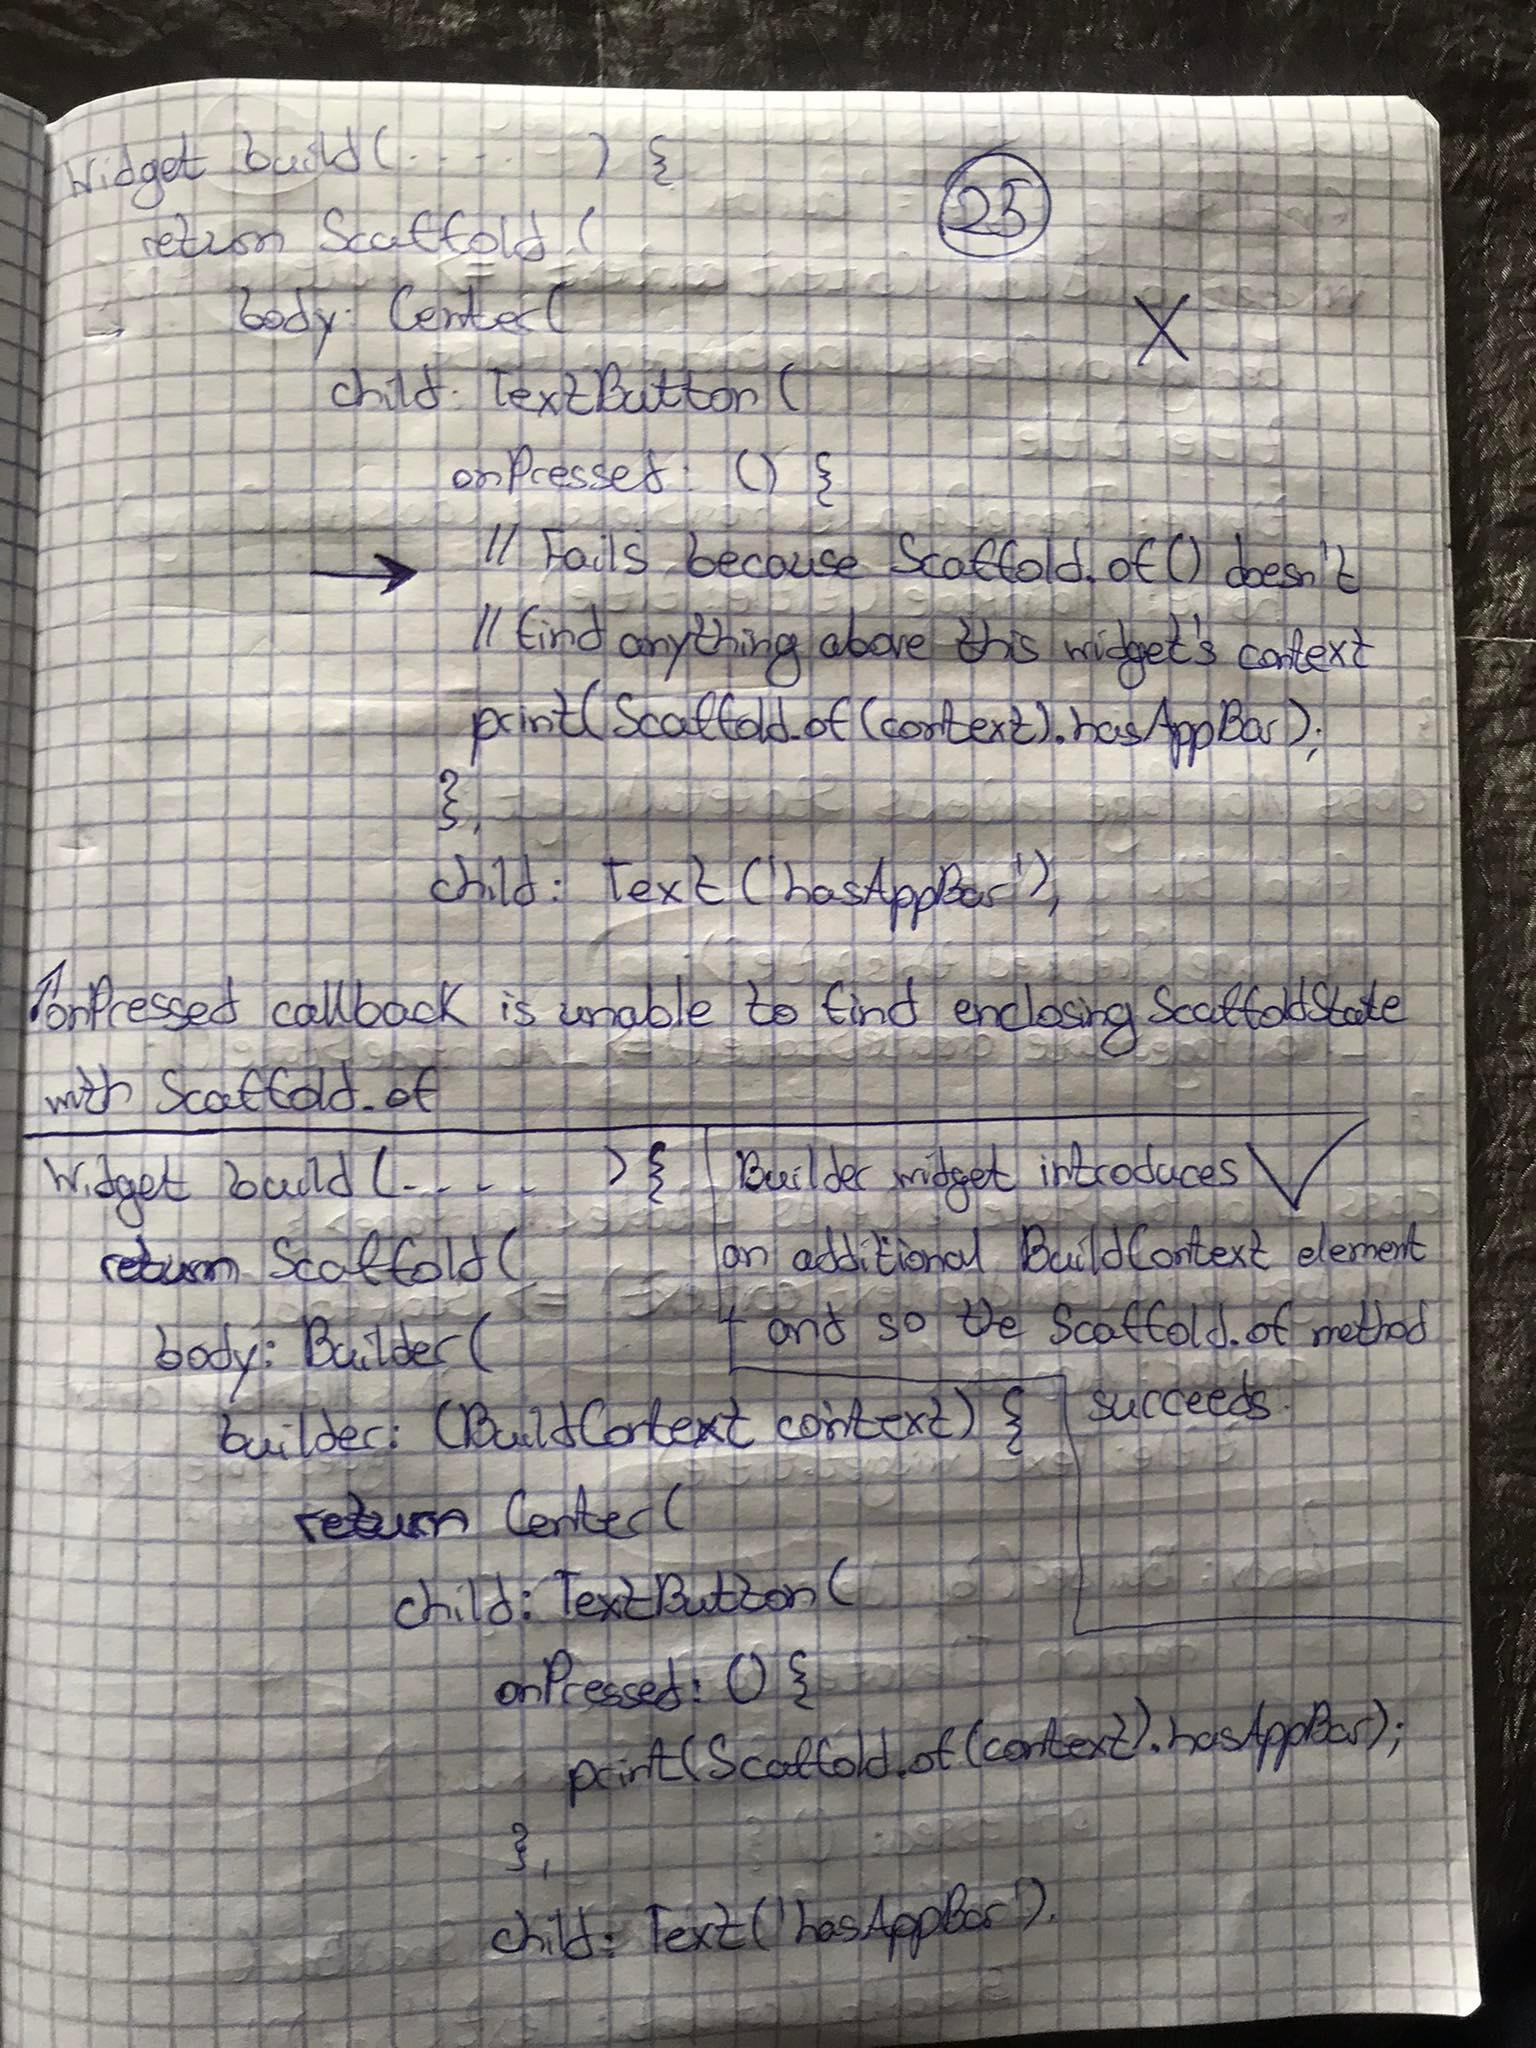 Widget build(. . . . ) {
25
return Scaffold(
body: Center(
X
child: TextButton(
onPressed: () {
// Fails because Scaffold.of() doesn't
// find anything above this widget's context
print(Scaffold.of(context).hasAppBar);
},
child: Text('hasAppBar'),
↑onPressed callback is unable to find enclosing ScaffoldState
with Scaffold.of
Widget build(. . . . ) {
return Scaffold(
body: Builder(
Builder widget introduces ✓
an additional BuildContext element
and so the Scaffold.of method
succeeds.
builder: (BuildContext context) {
return Center(
child: TextButton(
onPressed: () {
print(Scaffold.of(context).hasAppBar);
},
child: Text('hasAppBar').